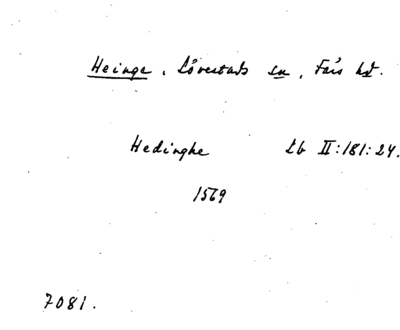 Heinge, Lövestads sn, Färs hd.
Hedinghe Lb II:181:24.
1569
7081.